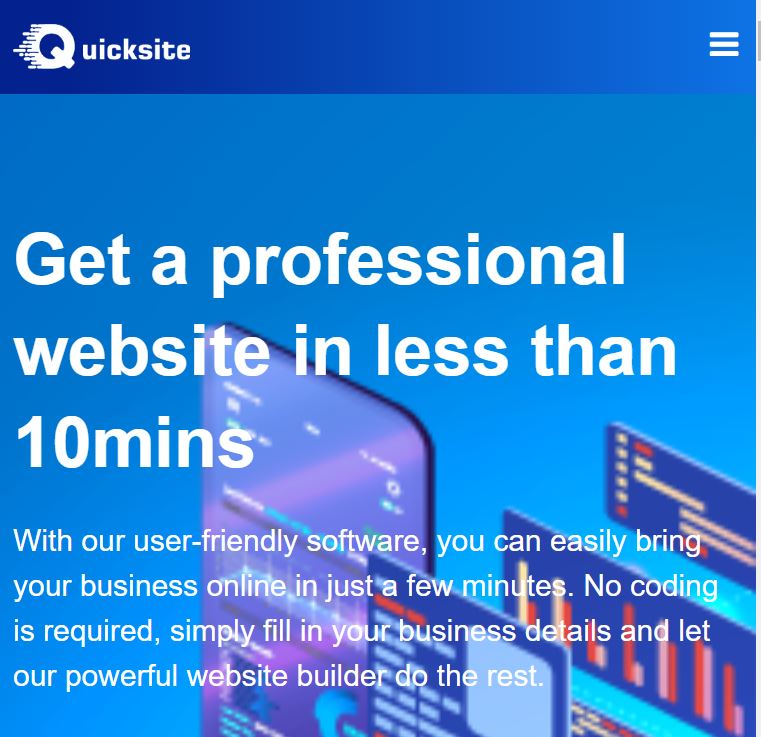 Quicksite
Get a professional
website in less than
10mins
With our user-friendly software, you can easily bring
your business online in just a few minutes. No coding
is required, simply fill in your business details and let
our powerful website builder do the rest.